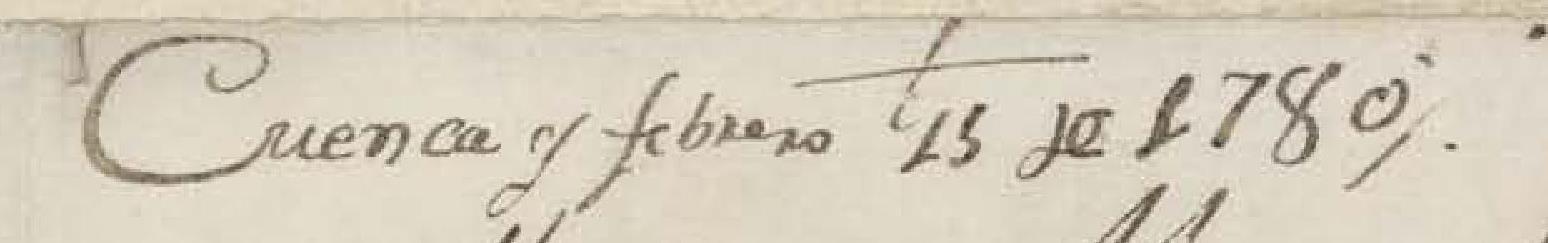 Cuenca y febrero 15 de 1780,.